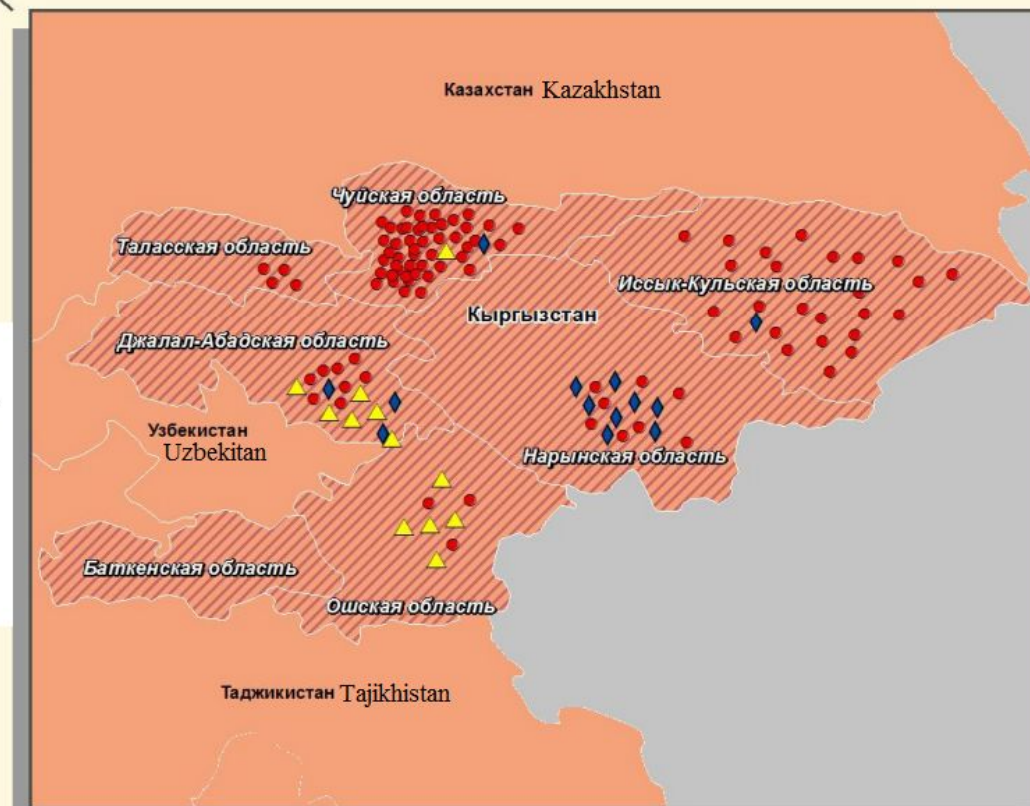 Казахстан Kazakhstan
Чуйская область
Таласская область
Иссык-Кульская область
Кыргызстан
Джалал-Абадская область
Узбекистан
Uzbekitan
Нарынская область
Баткенская область
Ошская область
Таджикистан Tajikhistan